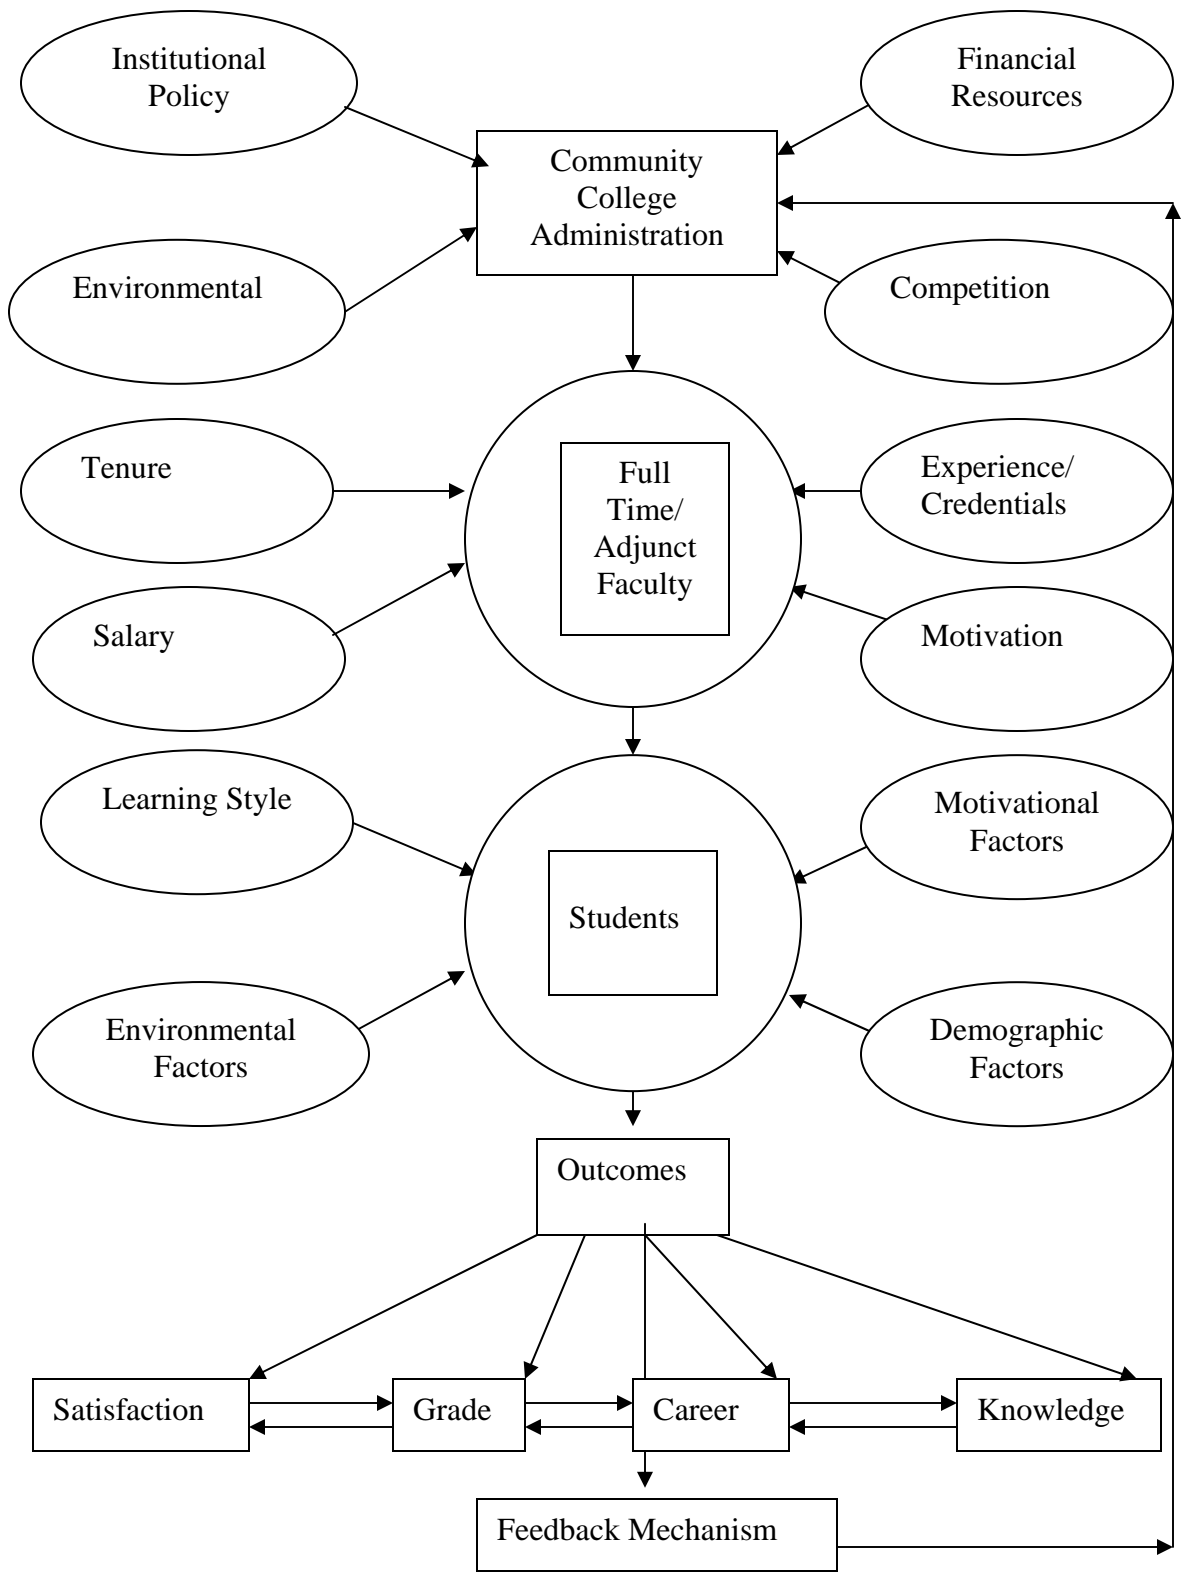 Institutional
Policy
Financial
Resources
Community
College
Administration
Environmental
Competition
Tenure
Full
Time/
Adjunct
Faculty
Experience/
Credentials
Salary
Motivation
Learning Style
Motivational
Factors
Students
Environmental
Factors
Demographic
Factors
Outcomes
Satisfaction
Grade
Career
Knowledge
Feedback Mechanism